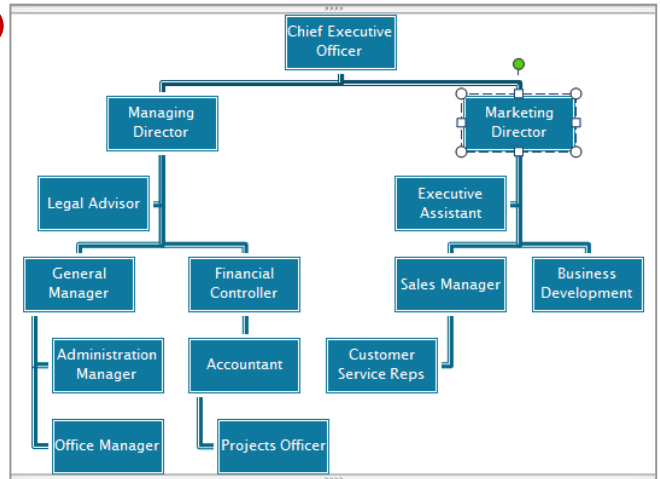 Chief Executive
Officer
Managing
Director
Marketing
Director
Legal Advisor
Executive
Assistant
General
Manager
Financial
Controller
Sales Manager
Business
Development
Administration
Manager
Accountant
Customer
Service Reps
Office Manager
Projects Officer